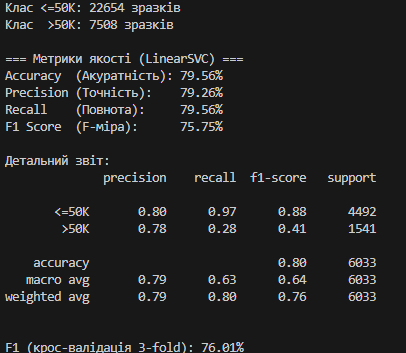 Клас <=50K: 22654 зразків
Клас  >50K: 7508 зразків
=== Метрики якості (LinearSVC) ===
Accuracy  (Акуратність): 79.56%
Precision (Точність):    79.26%
Recall    (Повнота):     79.56%
F1 Score  (F-міра):      75.75%
Детальний звіт:
              precision    recall  f1-score   support
       <=50K       0.80      0.97      0.88      4492
        >50K       0.78      0.28      0.41      1541
    accuracy                           0.80      6033
   macro avg       0.79      0.63      0.64      6033
weighted avg       0.79      0.80      0.76      6033
F1 (крос-валідація 3-fold): 76.01%